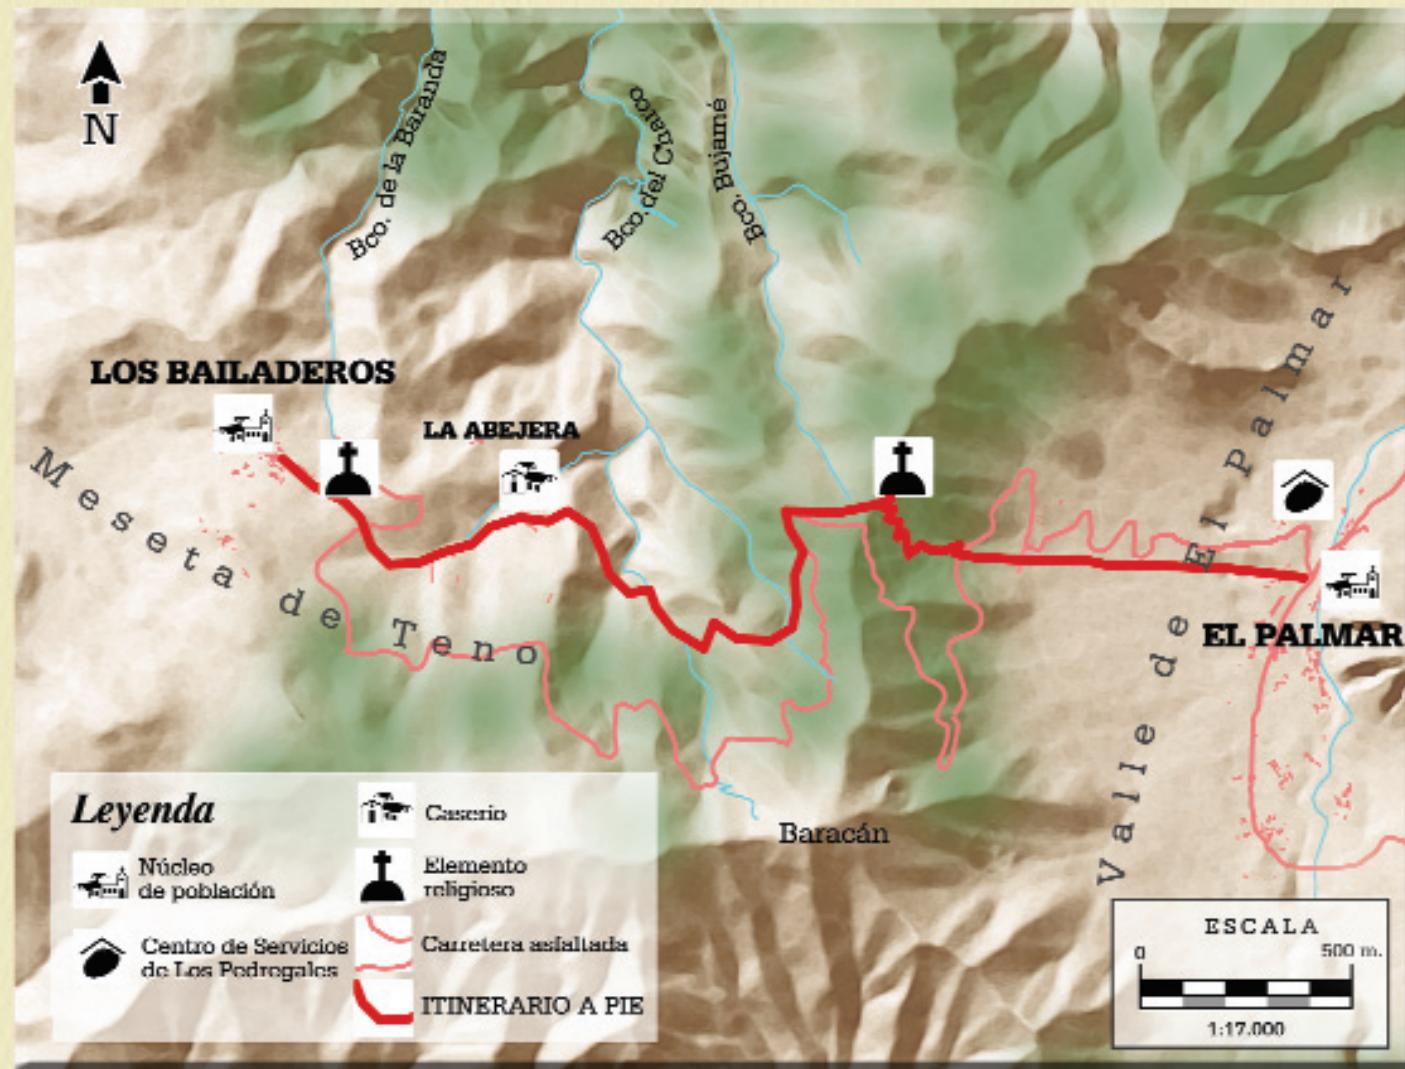 N
Bco. de la Baranda
Bco. del Charco
Bco. Bujamé
LOS BAILADEROS
LA ABEJERA
Meseta de Teno
Valle de El Palmar
EL PALMAR
Baracán
Leyenda
Núcleo
de población
Centro de Servicios
de Los Pedregales
Caserio
Elemento
religioso
Carretera asfaltada
ITINERARIO A PIE
ESCALA
0 500 m.
1:17.000